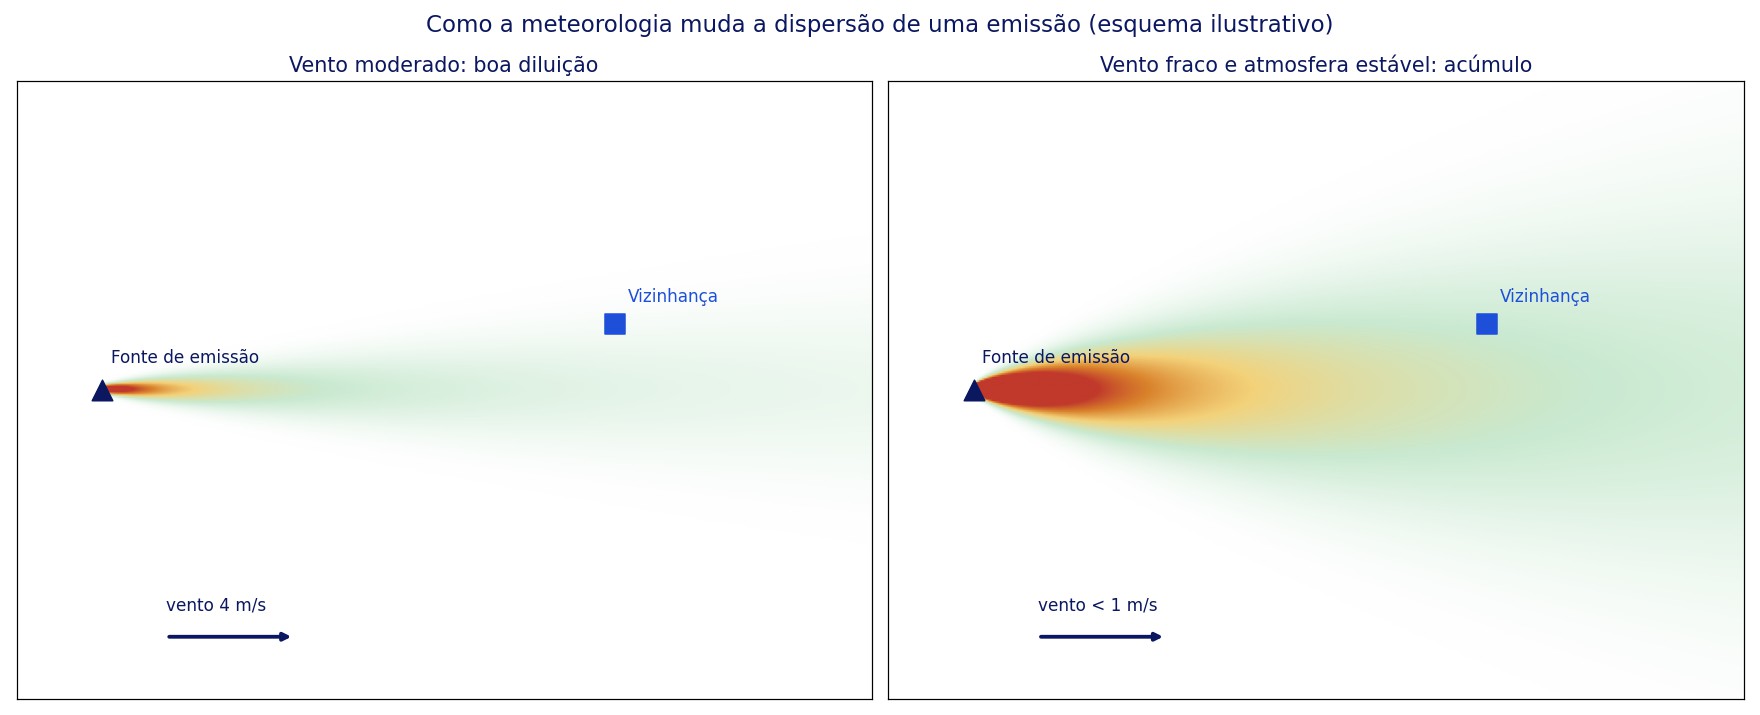 Como a meteorologia muda a dispersão de uma emissão (esquema ilustrativo)
Vento moderado: boa diluição
Vizinhança
Fonte de emissão
vento 4 m/s
Vento fraco e atmosfera estável: acúmulo
Vizinhança
Fonte de emissão
vento < 1 m/s